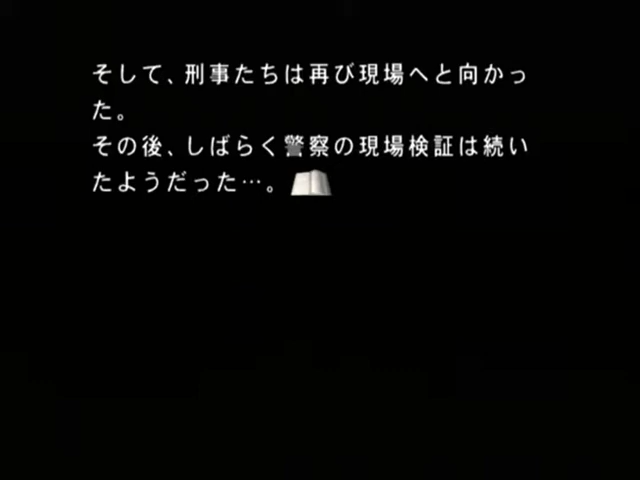 そして、刑事たちは再び現場へと向かっ
た。
その後、しばらく警察の現場検証は続い
たようだった…。